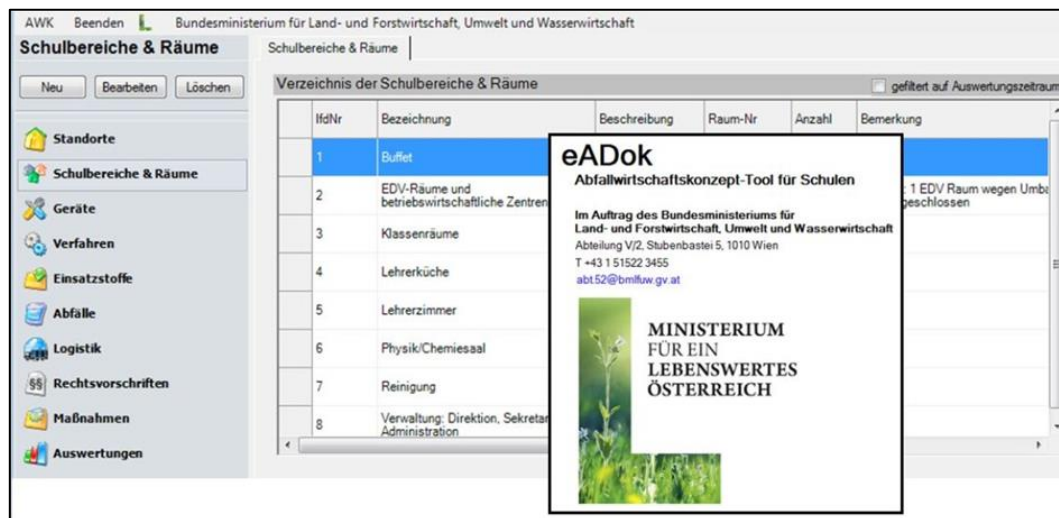 AWK Beenden Bundesministerium für Land- und Forstwirtschaft, Umwelt und Wasserwirtschaft
Schulbereiche & Räume
Neu Bearbeiten Löschen
Standorte
Schulbereiche & Räume
Geräte
Verfahren
Einsatzstoffe
Abfälle
Logistik
§§ Rechtsvorschriften
Maßnahmen
Auswertungen
Schulbereiche & Räume
Verzeichnis der Schulbereiche & Räume gefiltert auf Auswertungszeitraum
lfdNr Bezeichnung Beschreibung Raum-Nr Anzahl Bemerkung
1 Buffet
2 EDV-Räume und
betriebswirtschaftliche Zentren
: 1 EDV Raum wegen
geschlossen
3 Klassenräume
4 Lehrerküche
5 Lehrerzimmer
6 Physik/Chemiesaal
7 Reinigung
8 Verwaltung: Direktion,
Administration
eADok
Abfallwirtschaftskonzept-Tool für Schulen
Im Auftrag des Bundesministeriums für
Land- und Forstwirtschaft, Umwelt und Wasserwirtschaft
Abteilung V/2, Stubenbastei 5, 1010 Wien
T +43 1 51522 3455
abt.52@bmlfuw.gv.at
MINISTERIUM
FÜR EIN
LEBENSWERTES
ÖSTERREICH